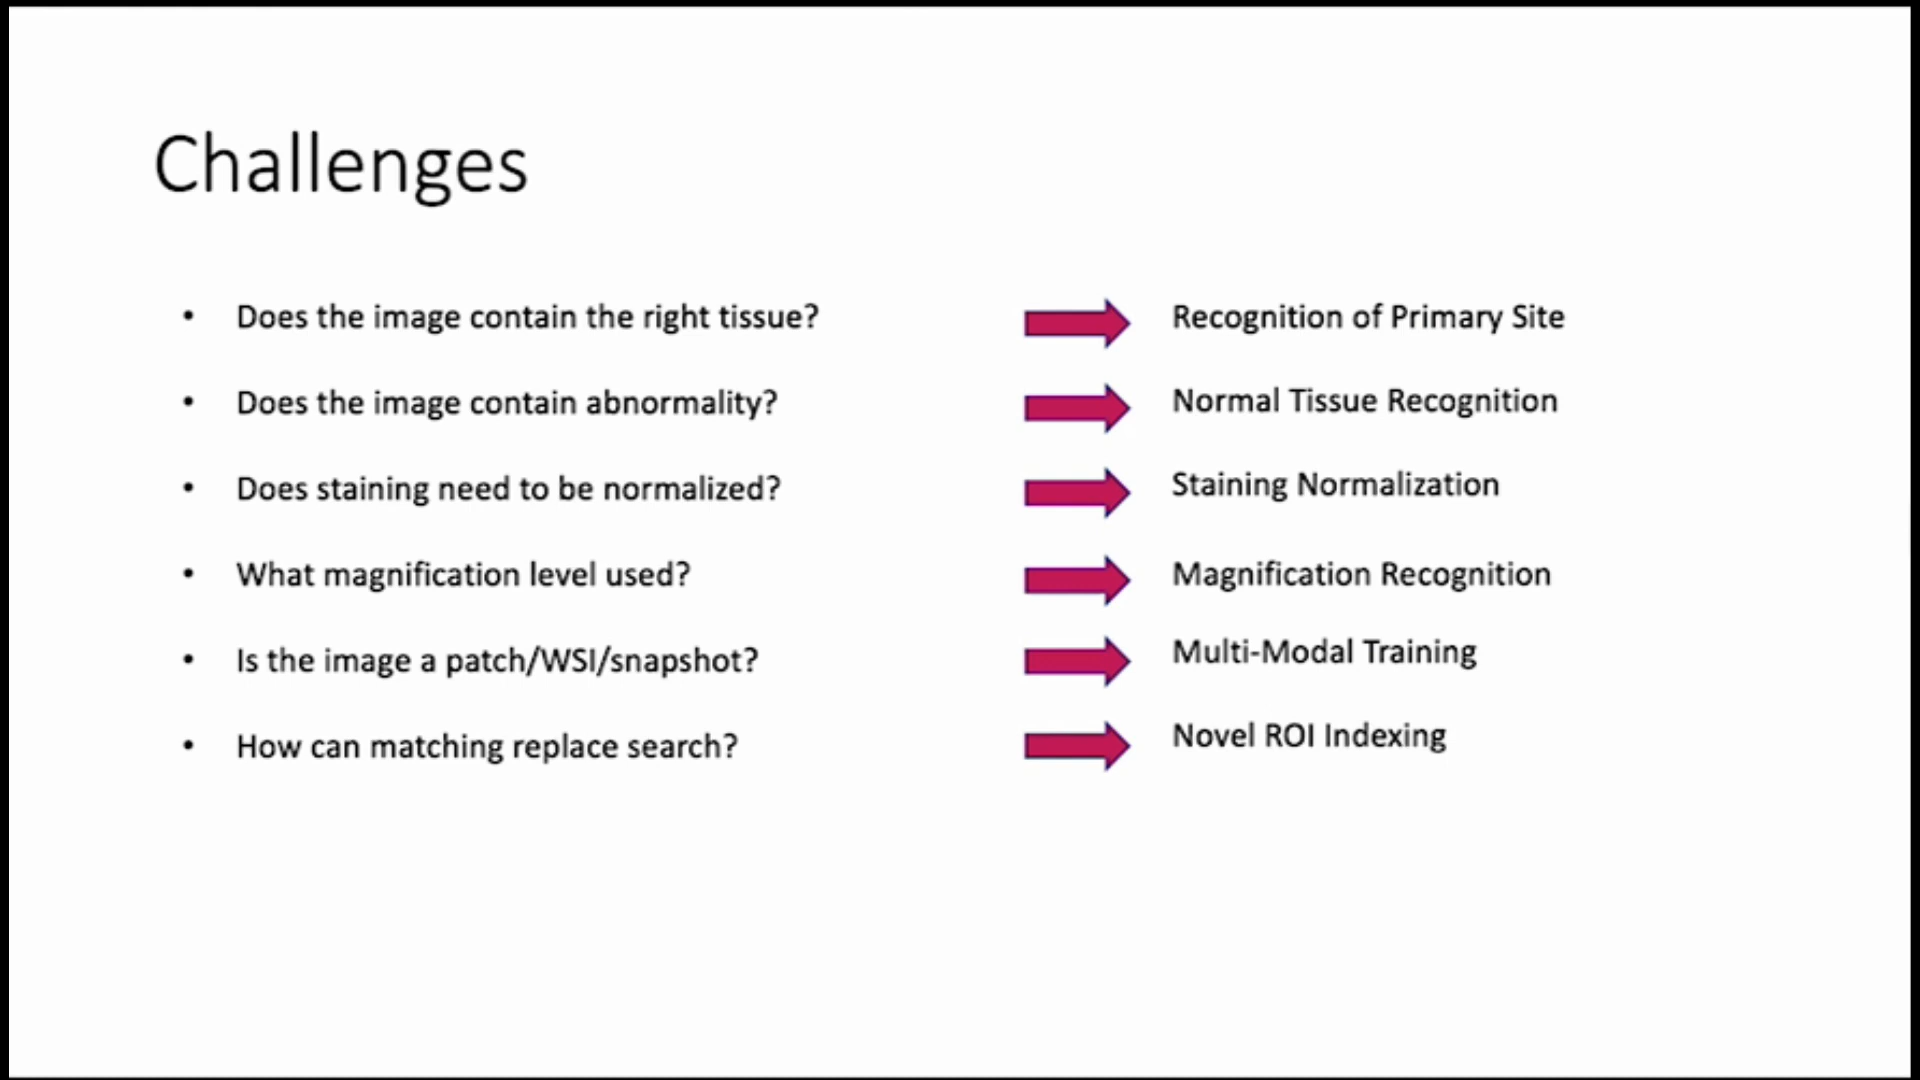 Challenges
• Does the image contain the right tissue? Recognition of Primary Site
• Does the image contain abnormality? Normal Tissue Recognition
• Does staining need to be normalized? Staining Normalization
• What magnification level used? Magnification Recognition
• Is the image a patch/WSI/snapshot? Multi-Modal Training
• How can matching replace search? Novel ROI Indexing